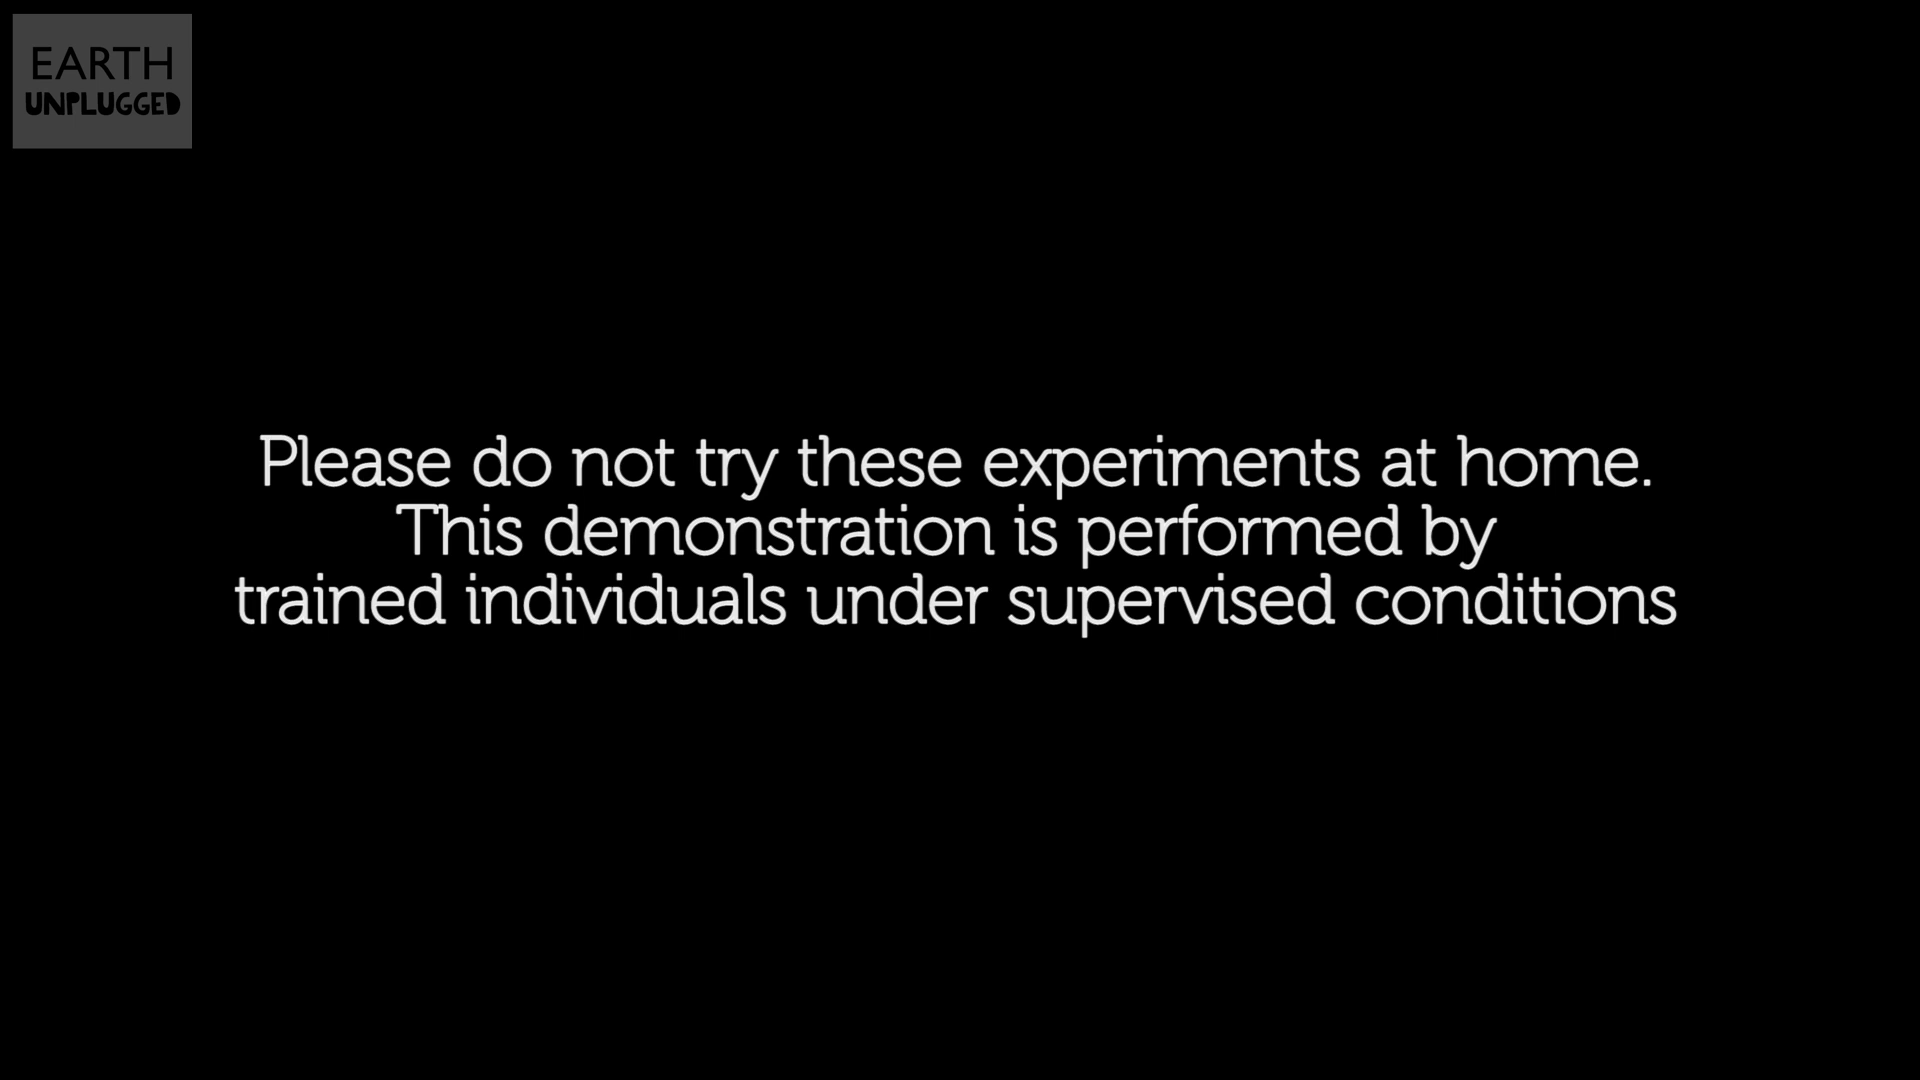 EARTH
UNPLUGGED
Please do not try these experiments at home.
This demonstration is performed by
trained individuals under supervised conditions